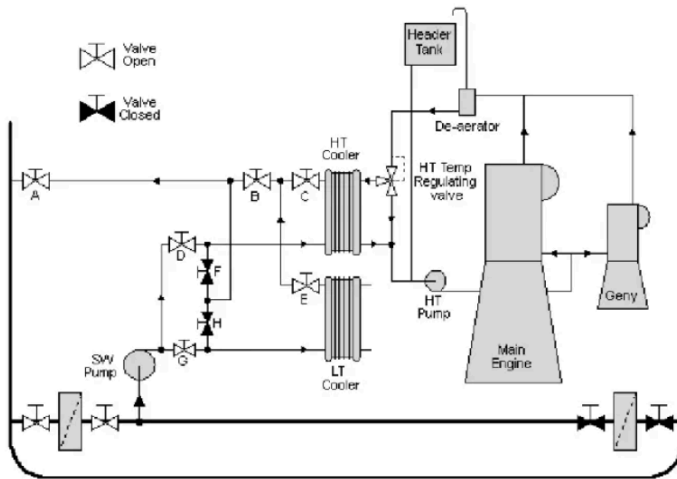 Valve
Open
Valve
Closed
Header
Tank
De-aerator
HT
Cooler
HT Temp
Regulating
valve
A
B
C
D
F
E
H
G
HT
Pump
Geny
Main
Engine
SW
Pump
LT
Cooler